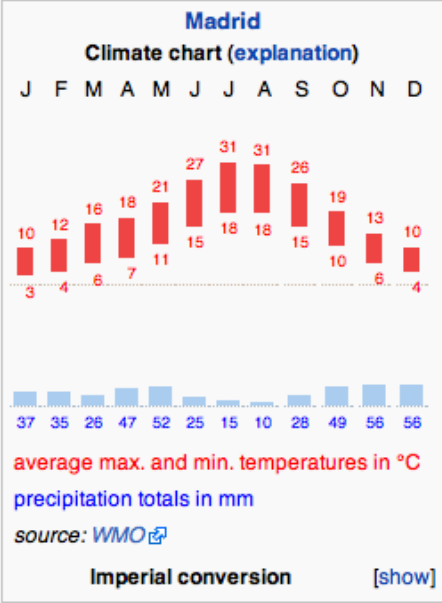 Madrid
Climate chart (explanation)
J F M A M J J A S O N D
10 12 16 18 21 27 31 31 26 19 13 10
3 4 6 7 11 15 18 18 15 10 6 4
37 35 26 47 52 25 15 10 28 49 56 56
average max. and min. temperatures in °C
precipitation totals in mm
source: WMO
Imperial conversion [show]